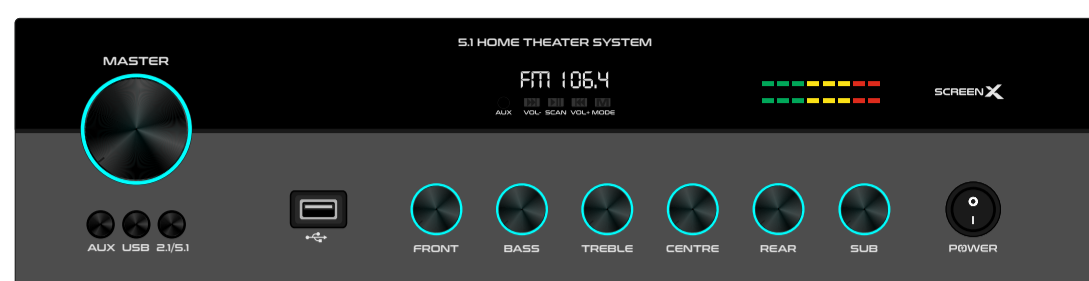 5.1 HOME THEATER SYSTEM
MASTER
FM 106.4
SCREEN X
AUX VOL- SCAN VOL+ MODE
AUX USB 2.1/5.1
FRONT BASS TREBLE CENTRE REAR SUB POWER